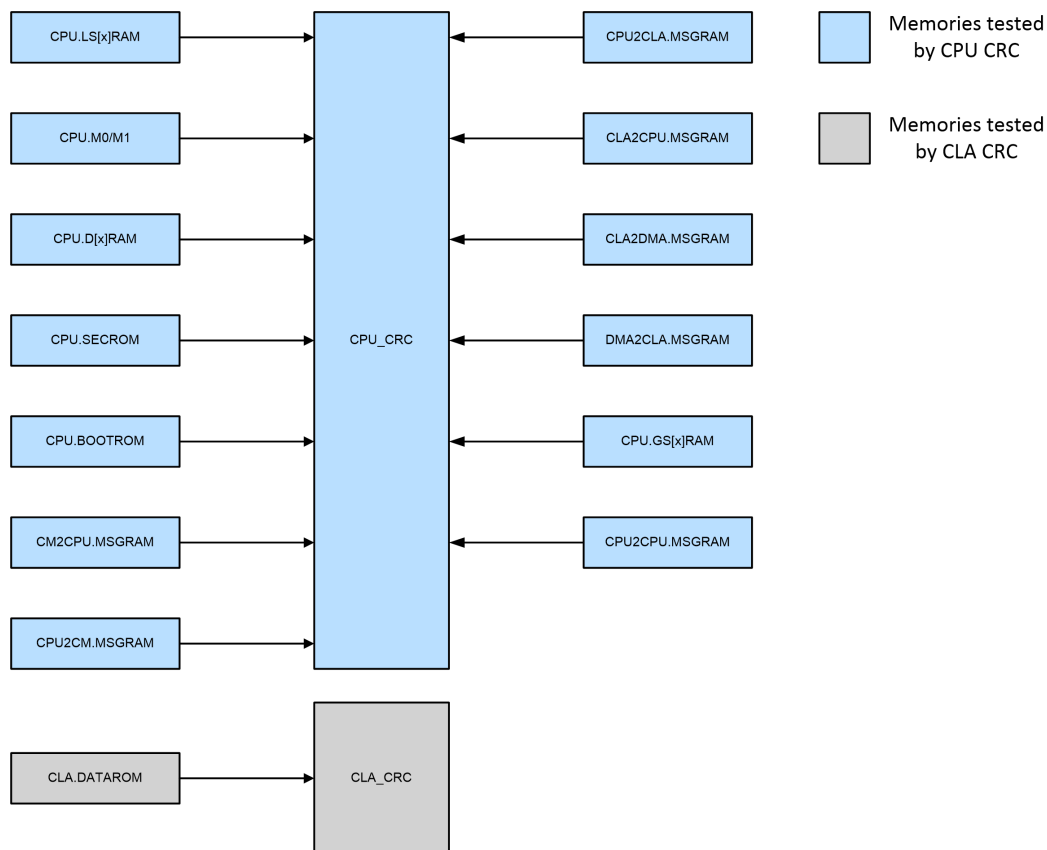 CPU.LS[x]RAM
CPU2CLA.MSGRAM
Memories tested
by CPU CRC
CPU.M0/M1
CLA2CPU.MSGRAM
Memories tested
by CLA CRC
CPU.D[x]RAM
CLA2DMA.MSGRAM
CPU.SECROM
CPU_CRC
DMA2CLA.MSGRAM
CPU.BOOTROM
CPU.GS[x]RAM
CM2CPU.MSGRAM
CPU2CPU.MSGRAM
CPU2CM.MSGRAM
CLA.DATAROM
CLA_CRC